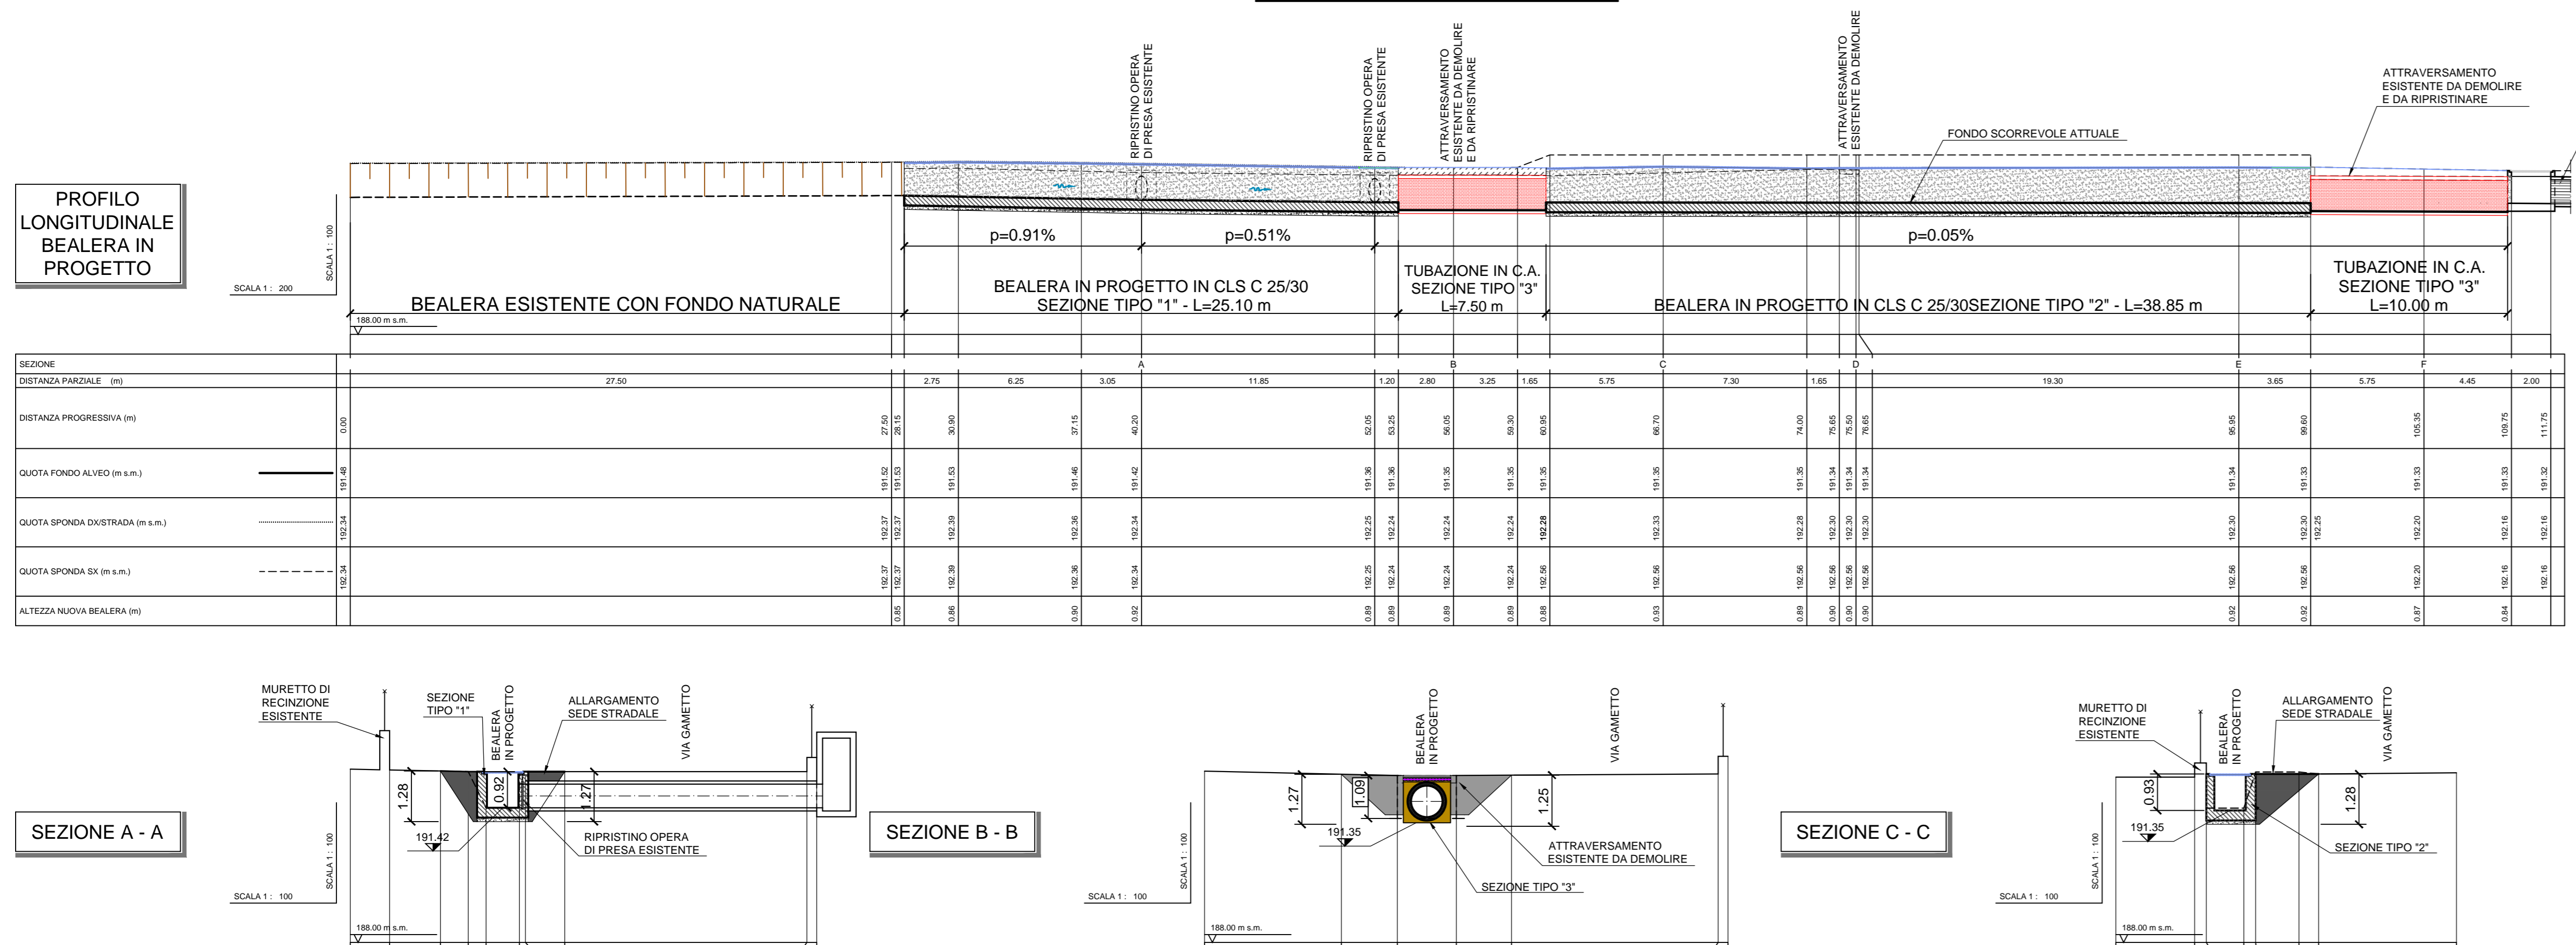 RIPRISTINO OPERA
DI PRESA ESISTENTE
RIPRISTINO OPERA
DI PRESA ESISTENTE
ATTRAVERSAMENTO
ESISTENTE DA DEMOLIRE
E DA RIPRISTINARE
ATTRAVERSAMENTO
ESISTENTE DA DEMOLIRE
ATTRAVERSAMENTO
ESISTENTE DA DEMOLIRE
E DA RIPRISTINARE
FONDO SCORREVOLE ATTUALE
PROFILO
LONGITUDINALE
BEALERA IN
PROGETTO
SCALA 1 : 200
SCALA 1 : 100
p=0.91%
p=0.51%
p=0.05%
BEALERA ESISTENTE CON FONDO NATURALE
BEALERA IN PROGETTO IN CLS C 25/30
SEZIONE TIPO "1" - L=25.10 m
TUBAZIONE IN C.A.
SEZIONE TIPO "3"
L=7.50 m
BEALERA IN PROGETTO IN CLS C 25/30SEZIONE TIPO "2" - L=38.85 m
TUBAZIONE IN C.A.
SEZIONE TIPO "3"
L=10.00 m
188.00 m s.m.
SEZIONE A B C D E F
DISTANZA PARZIALE (m) 27.50 2.75 6.25 3.05 11.85 1.20 2.80 3.25 1.65 5.75 7.30 1.65 19.30 3.65 5.75 4.45 2.00
DISTANZA PROGRESSIVA (m) 0.00 27.50 28.15 30.90 37.15 40.20 52.05 53.25 56.05 59.30 60.95 66.70 74.00 75.65 75.50 76.65 95.95 99.60 105.35 109.75 111.75
QUOTA FONDO ALVEO (m s.m.) 191.48 191.52 191.53 191.53 191.46 191.42 191.36 191.36 191.35 191.35 191.35 191.35 191.35 191.34 191.34 191.34 191.34 191.33 191.33 191.33 191.32
QUOTA SPONDA DX/STRADA (m s.m.) 192.34 192.37 192.37 192.39 192.36 192.34 192.25 192.24 192.24 192.24 192.28 192.33 192.28 192.30 192.30 192.30 192.30 192.30 192.25 192.20 192.16 192.16
QUOTA SPONDA SX (m s.m.) 192.34 192.37 192.37 192.39 192.36 192.34 192.25 192.24 192.24 192.24 192.56 192.56 192.56 192.56 192.56 192.56 192.56 192.56 192.20 192.16 192.16
ALTEZZA NUOVA BEALERA (m) 0.85 0.86 0.90 0.92 0.89 0.89 0.89 0.89 0.88 0.93 0.89 0.90 0.90 0.90 0.92 0.92 0.87 0.84
SEZIONE A - A
SCALA 1 : 100
SCALA 1 : 100
MURETTO DI
RECINZIONE
ESISTENTE
SEZIONE
TIPO "1"
BEALERA
IN PROGETTO
ALLARGAMENTO
SEDE STRADALE
VIA GAMETTO
1.28
0.92
1.27
191.42
RIPRISTINO OPERA
DI PRESA ESISTENTE
188.00 m s.m.
SEZIONE B - B
SCALA 1 : 100
SCALA 1 : 100
BEALERA
IN PROGETTO
VIA GAMETTO
1.27
1.09
1.25
191.35
ATTRAVERSAMENTO
ESISTENTE DA DEMOLIRE
SEZIONE TIPO "3"
188.00 m s.m.
SEZIONE C - C
SCALA 1 : 100
SCALA 1 : 100
MURETTO DI
RECINZIONE
ESISTENTE
BEALERA
IN PROGETTO
ALLARGAMENTO
SEDE STRADALE
VIA GAMETTO
0.93
1.28
191.35
SEZIONE TIPO "2"
188.00 m s.m.